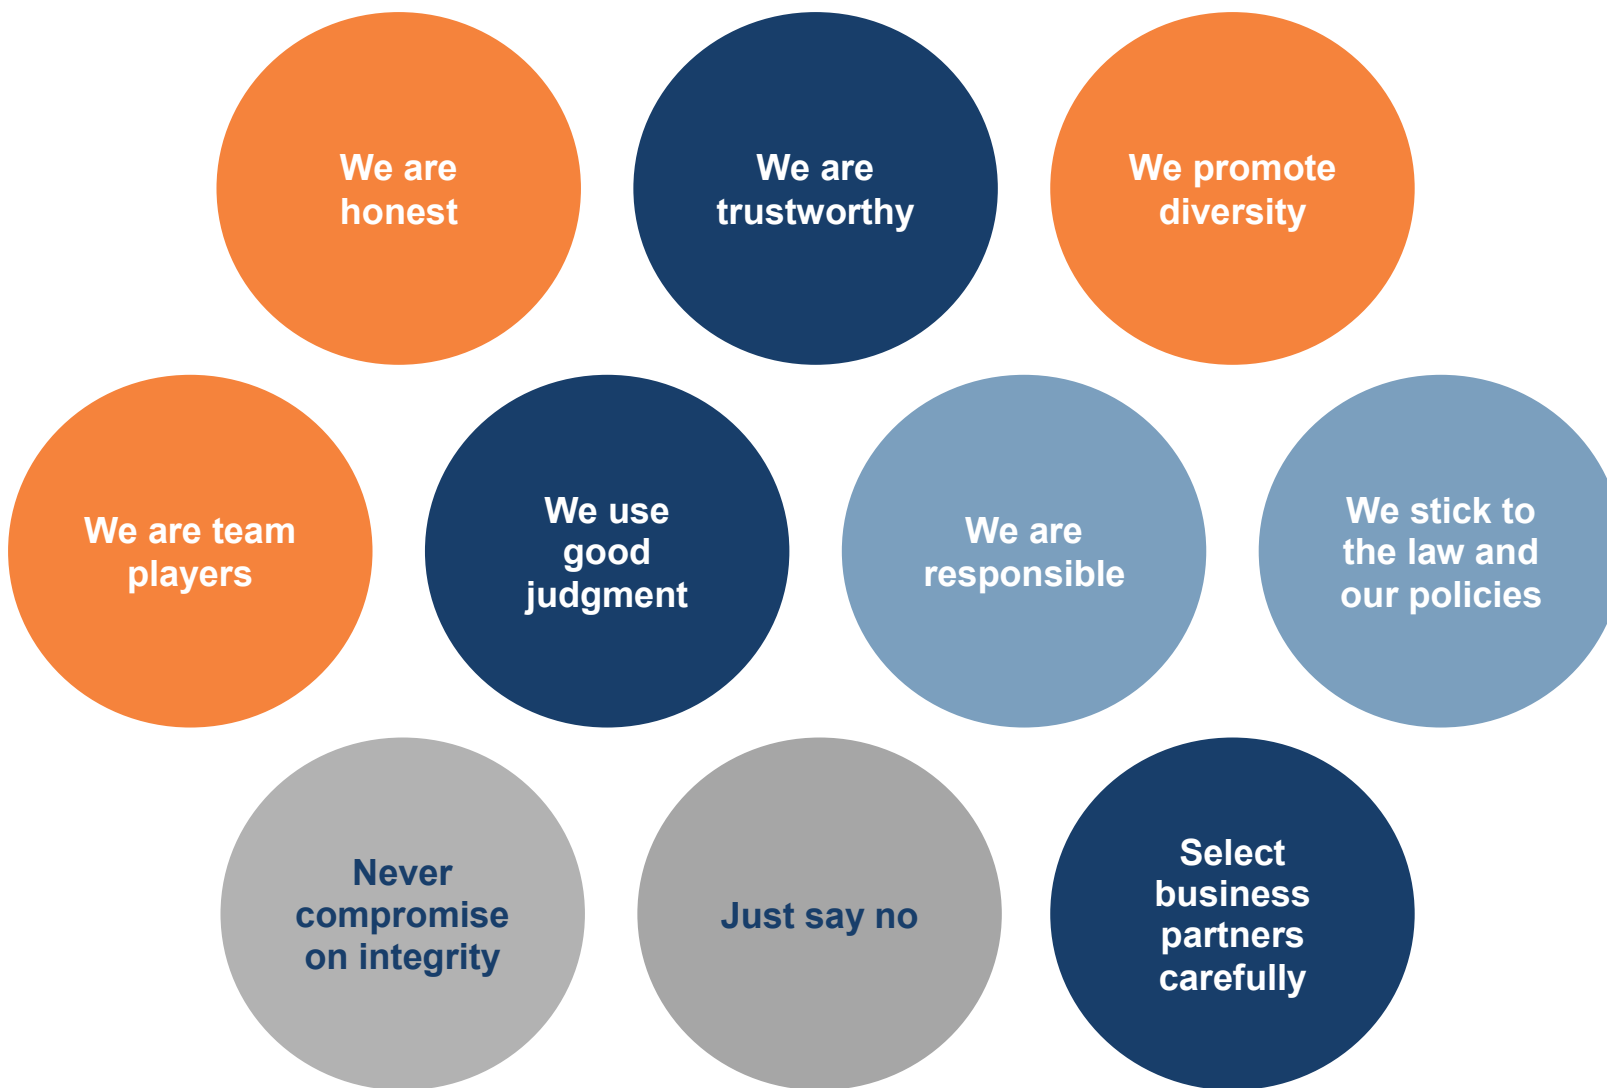 We are
honest
We are
trustworthy
We promote
diversity
We are team
players
We use
good
judgment
We are
responsible
We stick to
the law and
our policies
Never
compromise
on integrity
Just say no
Select
business
partners
carefully